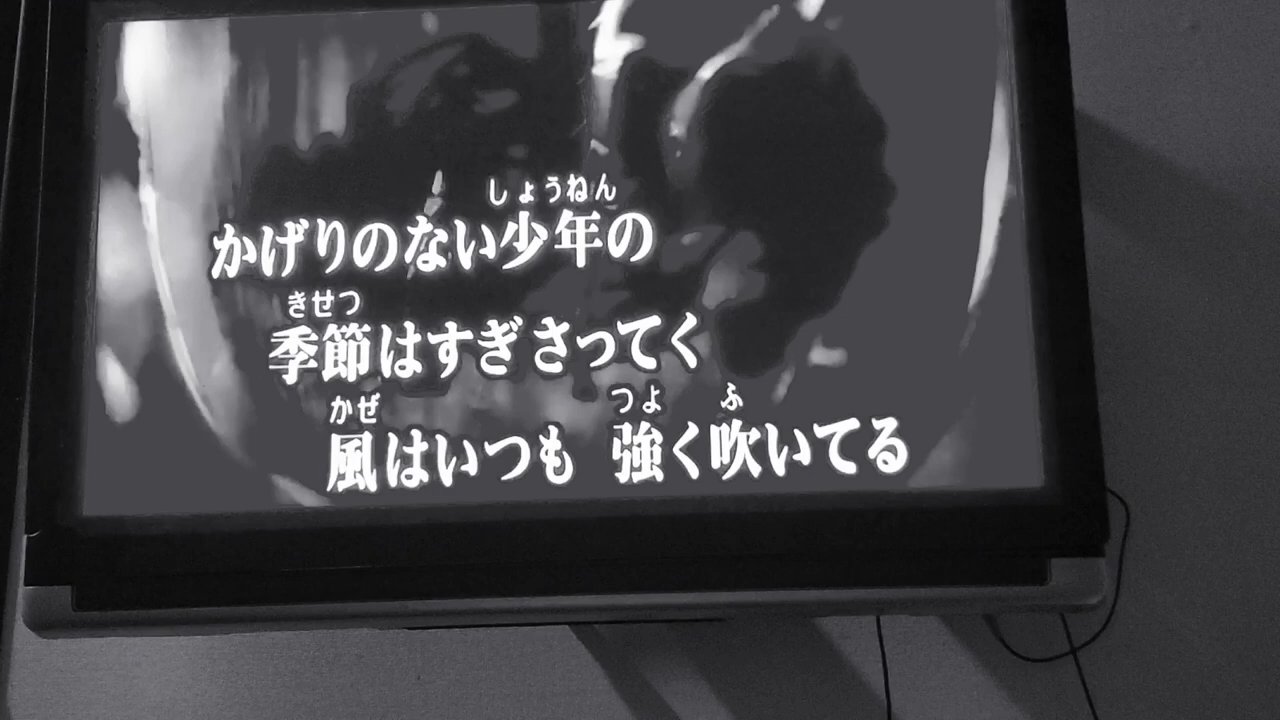 しょうねん
かげりのない少年の
きせつ
季節はすぎさってく
かぜ つよ ふ
風はいつも 強く吹いてる